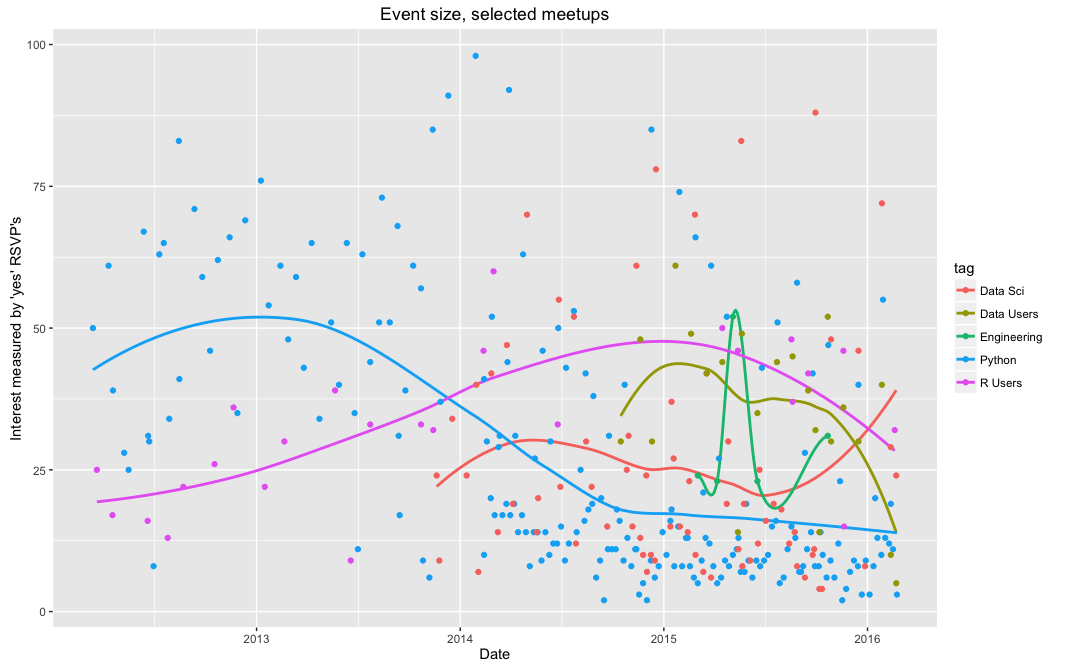 Event size, selected meetups
Interest measured by 'yes' RSVP's
100
75
50
25
0
2013
2014
2015
2016
Date
tag
Data Sci
Data Users
Engineering
Python
R Users